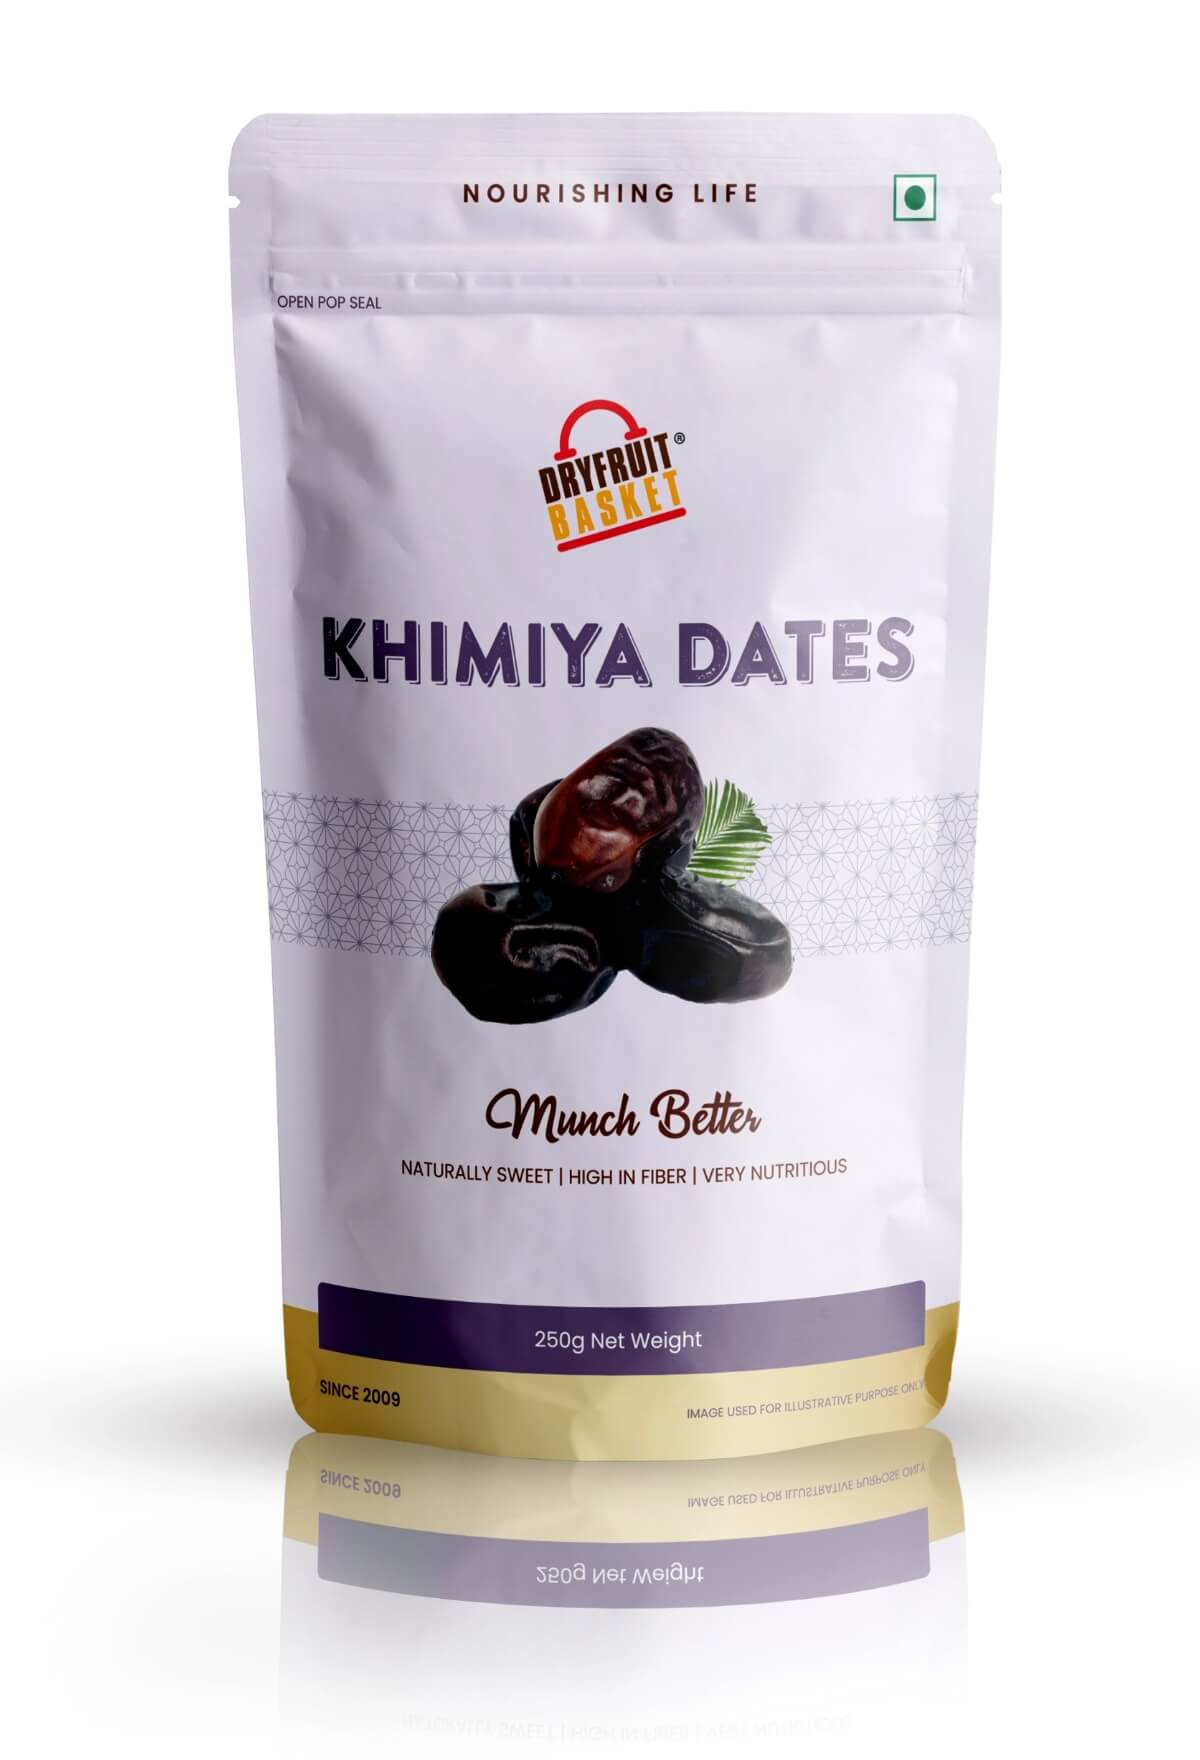 NOURISHING LIFE
OPEN POP SEAL
DRYFRUIT®
BASKET
KHIMIYA DATES
Munch Better
NATURALLY SWEET | HIGH IN FIBER | VERY NUTRITIOUS
250g Net Weight
SINCE 2009
IMAGE USED FOR ILLUSTRATIVE PURPOSE ONLY